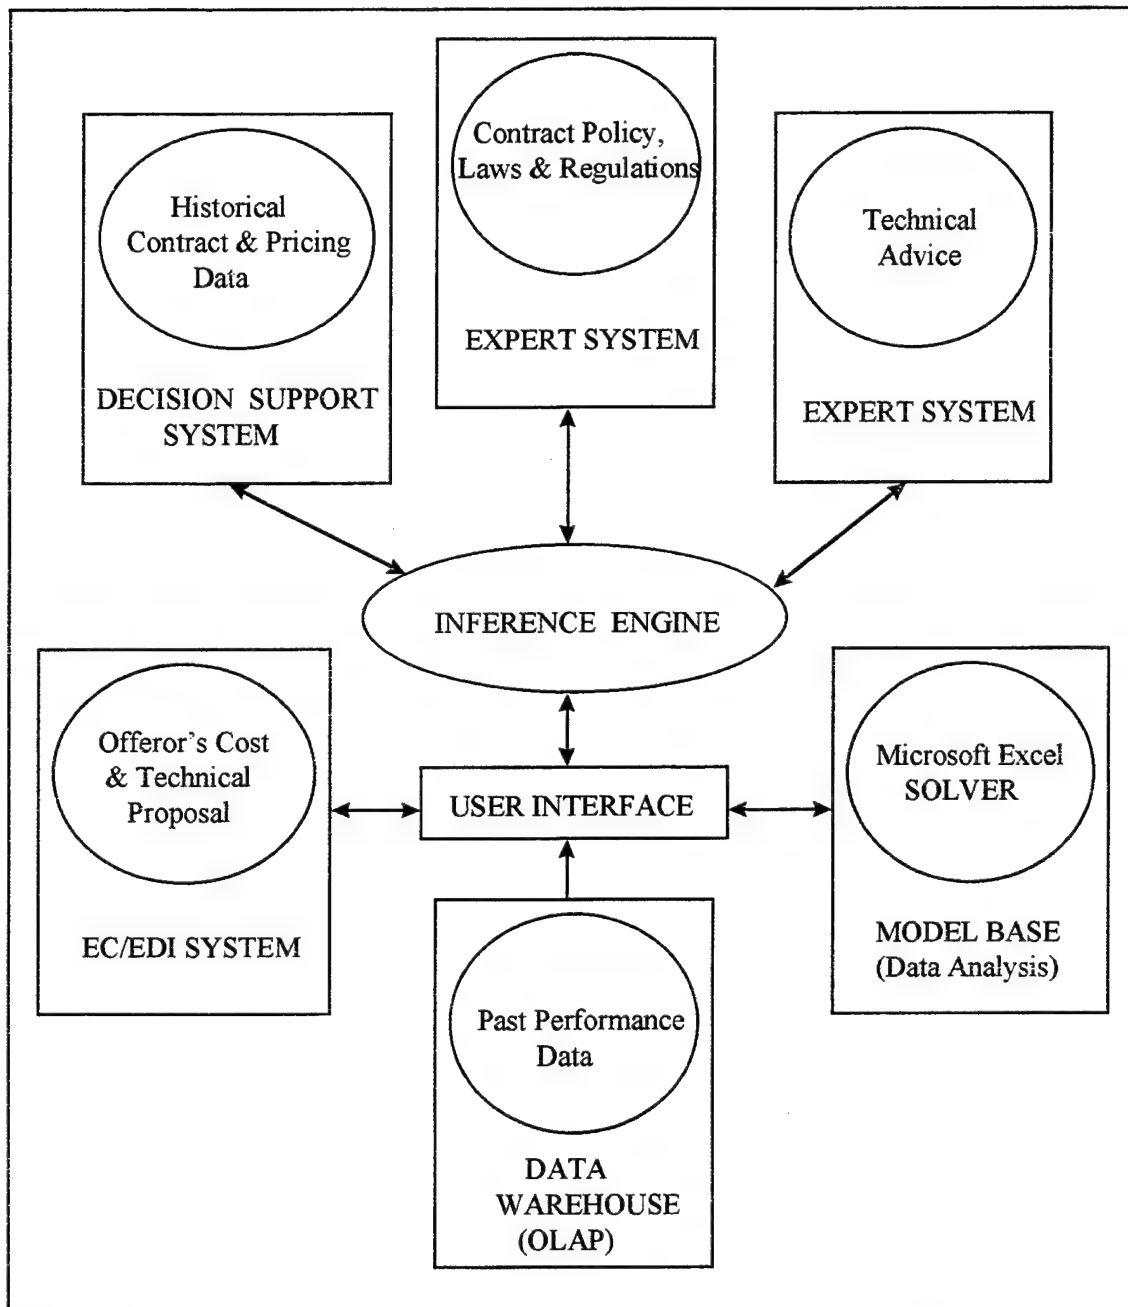 Contract Policy,
Laws & Regulations
EXPERT SYSTEM
Historical
Contract & Pricing
Data
DECISION SUPPORT
SYSTEM
Technical
Advice
EXPERT SYSTEM
INFERENCE ENGINE
Offeror's Cost
& Technical
Proposal
EC/EDI SYSTEM
USER INTERFACE
Microsoft Excel
SOLVER
MODEL BASE
(Data Analysis)
Past Performance
Data
DATA
WAREHOUSE
(OLAP)